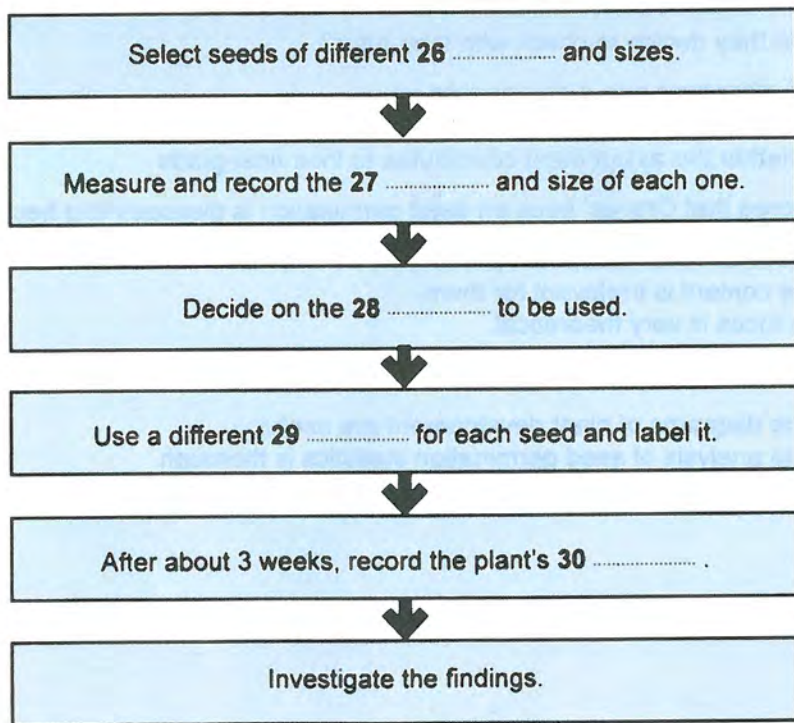 Select seeds of different 26 .................. and sizes.
Measure and record the 27 .................. and size of each one.
Decide on the 28 .................. to be used.
Use a different 29 .................. for each seed and label it.
After about 3 weeks, record the plant's 30 .................. .
Investigate the findings.